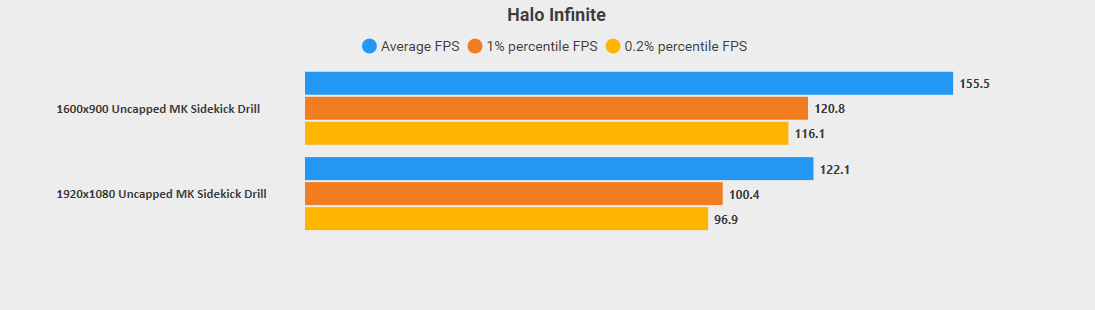 Halo Infinite
Average FPS 1% percentile FPS 0.2% percentile FPS
155.5
1600x900 Uncapped MK Sidekick Drill 120.8
116.1
122.1
1920x1080 Uncapped MK Sidekick Drill 100.4
96.9